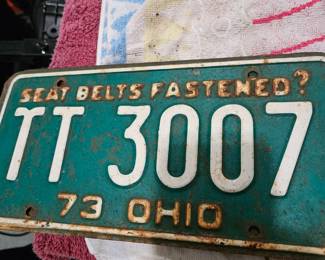 SEAT BELTS FASTENED?
TT 3007
73 OHIO